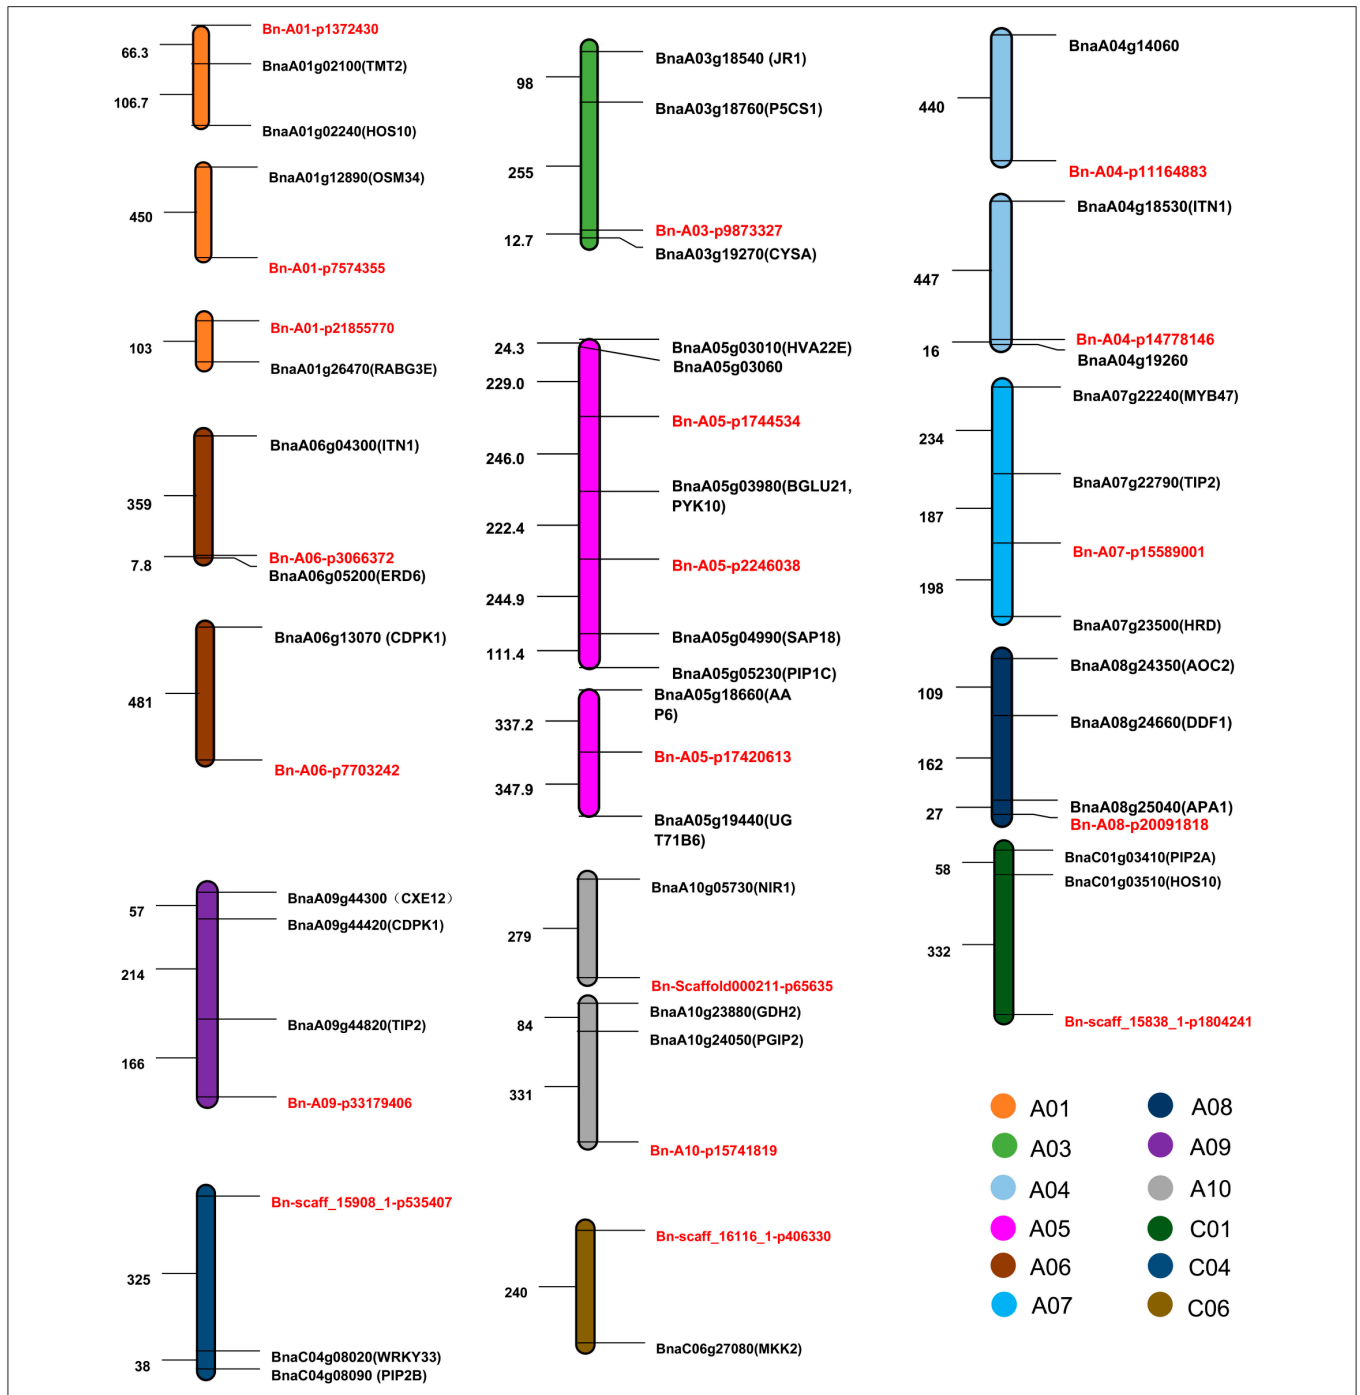 Bn-A01-p1372430
66.3
BnaA01g02100(TMT2)
106.7
BnaA01g02240(HOS10)
BnaA01g12890(OSM34)
450
Bn-A01-p7574355
Bn-A01-p21855770
103
BnaA01g26470(RABG3E)
BnaA06g04300(ITN1)
359
Bn-A06-p3066372
7.8
BnaA06g05200(ERD6)
BnaA06g13070 (CDPK1)
481
Bn-A06-p7703242
BnaA09g44300（CXE12）
57
BnaA09g44420(CDPK1)
214
BnaA09g44820(TIP2)
166
Bn-A09-p33179406
Bn-scaff_15908_1-p535407
325
BnaC04g08020(WRKY33)
38
BnaC04g08090 (PIP2B)
BnaA03g18540 (JR1)
98
BnaA03g18760(P5CS1)
255
Bn-A03-p9873327
12.7
BnaA03g19270(CYSA)
24.3
BnaA05g03010(HVA22E)
BnaA05g03060
229.0
Bn-A05-p1744534
246.0
BnaA05g03980(BGLU21,
PYK10)
222.4
Bn-A05-p2246038
244.9
BnaA05g04990(SAP18)
111.4
BnaA05g05230(PIP1C)
BnaA05g18660(AA
P6)
337.2
Bn-A05-p17420613
347.9
BnaA05g19440(UG
T71B6)
BnaA10g05730(NIR1)
279
Bn-Scaffold000211-p65635
BnaA10g23880(GDH2)
84
BnaA10g24050(PGIP2)
331
Bn-A10-p15741819
Bn-scaff_16116_1-p406330
240
BnaC06g27080(MKK2)
BnaA04g14060
440
Bn-A04-p11164883
BnaA04g18530(ITN1)
447
Bn-A04-p14778146
16
BnaA04g19260
BnaA07g22240(MYB47)
234
BnaA07g22790(TIP2)
187
Bn-A07-p15589001
198
BnaA07g23500(HRD)
BnaA08g24350(AOC2)
109
BnaA08g24660(DDF1)
162
BnaA08g25040(APA1)
27
Bn-A08-p20091818
BnaC01g03410(PIP2A)
58
BnaC01g03510(HOS10)
332
Bn-scaff_15838_1-p1804241
A01
A03
A04
A05
A06
A07
A08
A09
A10
C01
C04
C06